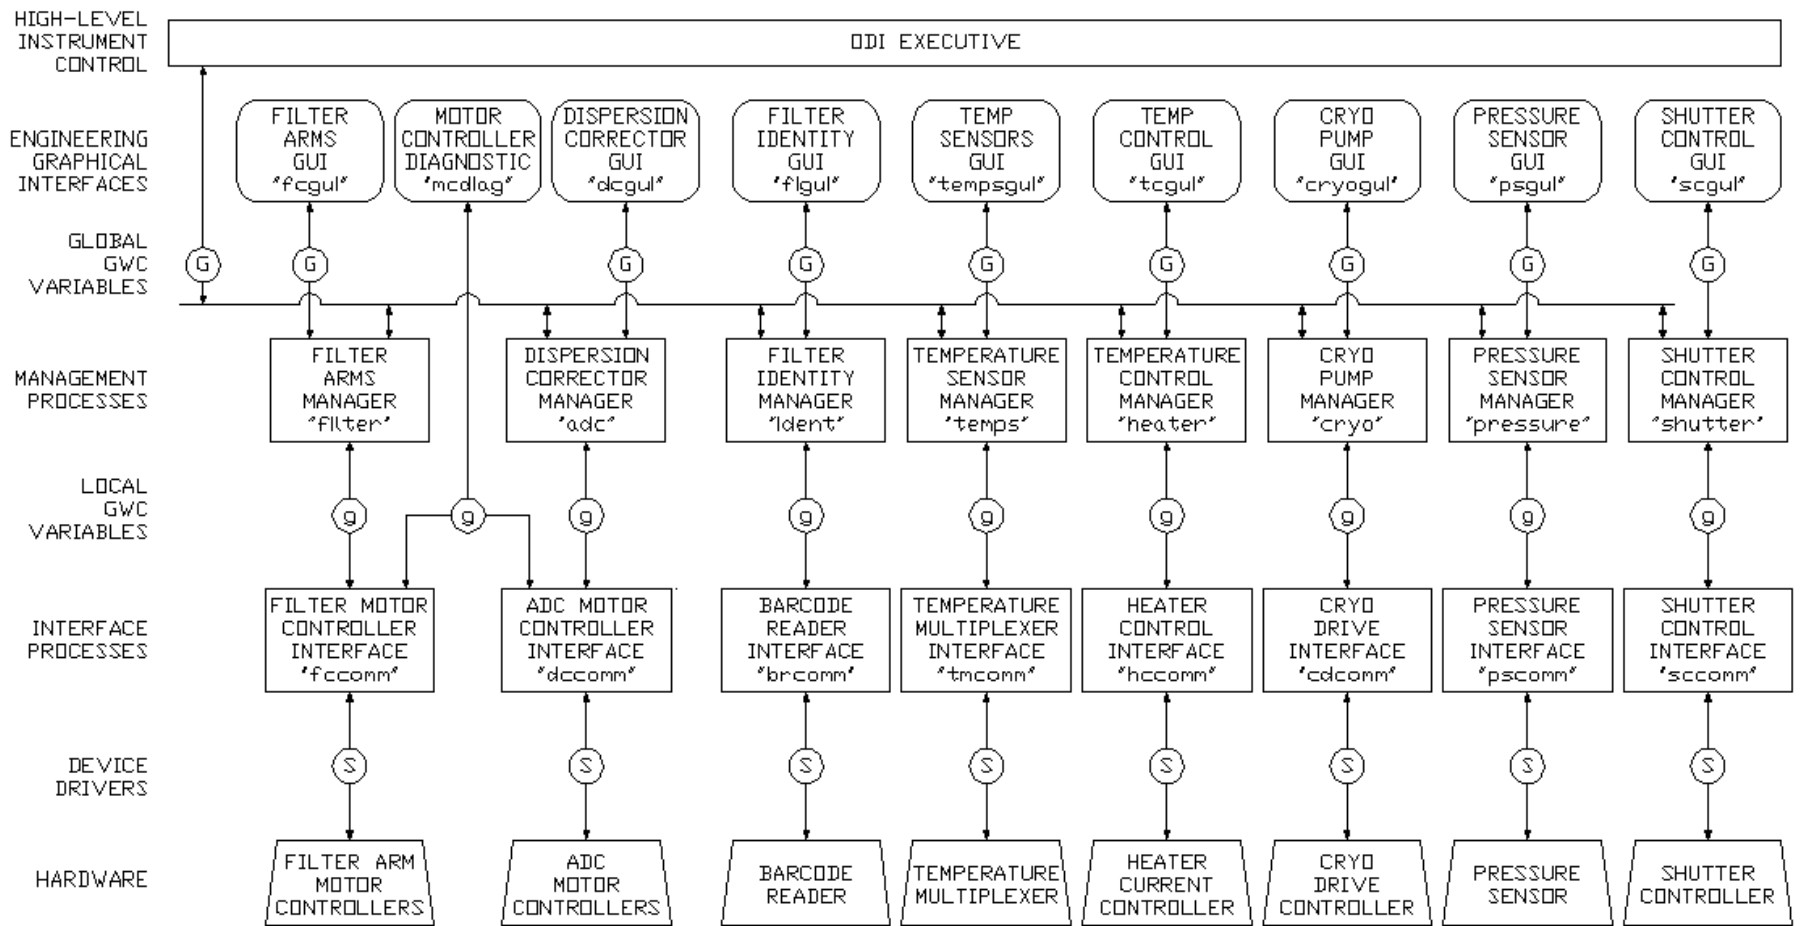 HIGH-LEVEL
INSTRUMENT
CONTROL
ODI EXECUTIVE
ENGINEERING
GRAPHICAL
INTERFACES
FILTER
ARMS
GUI
"fcgui"
MOTOR
CONTROLLER
DIAGNOSTIC
"mcdiag"
DISPERSION
CORRECTOR
GUI
"dcgui"
FILTER
IDENTITY
GUI
"figui"
TEMP
SENSORS
GUI
"tempsgui"
TEMP
CONTROL
GUI
"tcgui"
CRYO
PUMP
GUI
"cryogui"
PRESSURE
SENSOR
GUI
"psgui"
SHUTTER
CONTROL
GUI
"scgui"
GLOBAL
GWC
VARIABLES
G
G
G
G
G
G
G
G
G
MANAGEMENT
PROCESSES
FILTER
ARMS
MANAGER
"filter"
DISPERSION
CORRECTOR
MANAGER
"adc"
FILTER
IDENTITY
MANAGER
"ident"
TEMPERATURE
SENSOR
MANAGER
"temps"
TEMPERATURE
CONTROL
MANAGER
"heater"
CRYO
PUMP
MANAGER
"cryo"
PRESSURE
SENSOR
MANAGER
"pressure"
SHUTTER
CONTROL
MANAGER
"shutter"
LOCAL
GWC
VARIABLES
g
g
g
g
g
g
g
g
g
INTERFACE
PROCESSES
FILTER MOTOR
CONTROLLER
INTERFACE
"fccomm"
ADC MOTOR
CONTROLLER
INTERFACE
"dccomm"
BARCODE
READER
INTERFACE
"brcomm"
TEMPERATURE
MULTIPLEXER
INTERFACE
"tmcomm"
HEATER
CONTROL
INTERFACE
"hccomm"
CRYO
DRIVE
INTERFACE
"cdcomm"
PRESSURE
SENSOR
INTERFACE
"pscomm"
SHUTTER
CONTROL
INTERFACE
"sccomm"
DEVICE
DRIVERS
S
S
S
S
S
S
S
S
HARDWARE
FILTER ARM
MOTOR
CONTROLLERS
ADC
MOTOR
CONTROLLERS
BARCODE
READER
TEMPERATURE
MULTIPLEXER
HEATER
CURRENT
CONTROLLER
CRYO
DRIVE
CONTROLLER
PRESSURE
SENSOR
SHUTTER
CONTROLLER